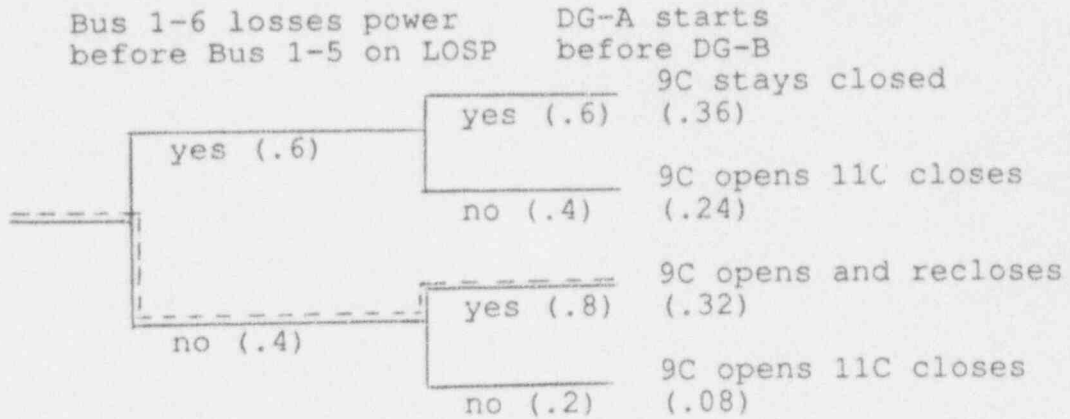 Bus 1-6 losses power DG-A starts
before Bus 1-5 on LOSP before DG-B
9C stays closed
yes (.6) (.36)
yes (.6)
9C opens 11C closes
no (.4) (.24)
9C opens and recloses
yes (.8) (.32)
no (.4)
9C opens 11C closes
no (.2) (.08)